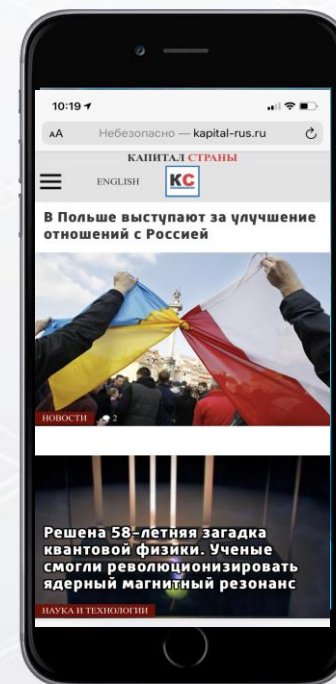 10:19
AA Небезопасно — kapital-rus.ru
КАПИТАЛ СТРАНЫ
ENGLISH КС
В Польше выступают за улучшение
отношений с Россией
НОВОСТИ 2
Решена 58-летняя загадка
квантовой физики. Ученые
смогли революционизировать
ядерный магнитный резонанс
НАУКА И ТЕХНОЛОГИИ